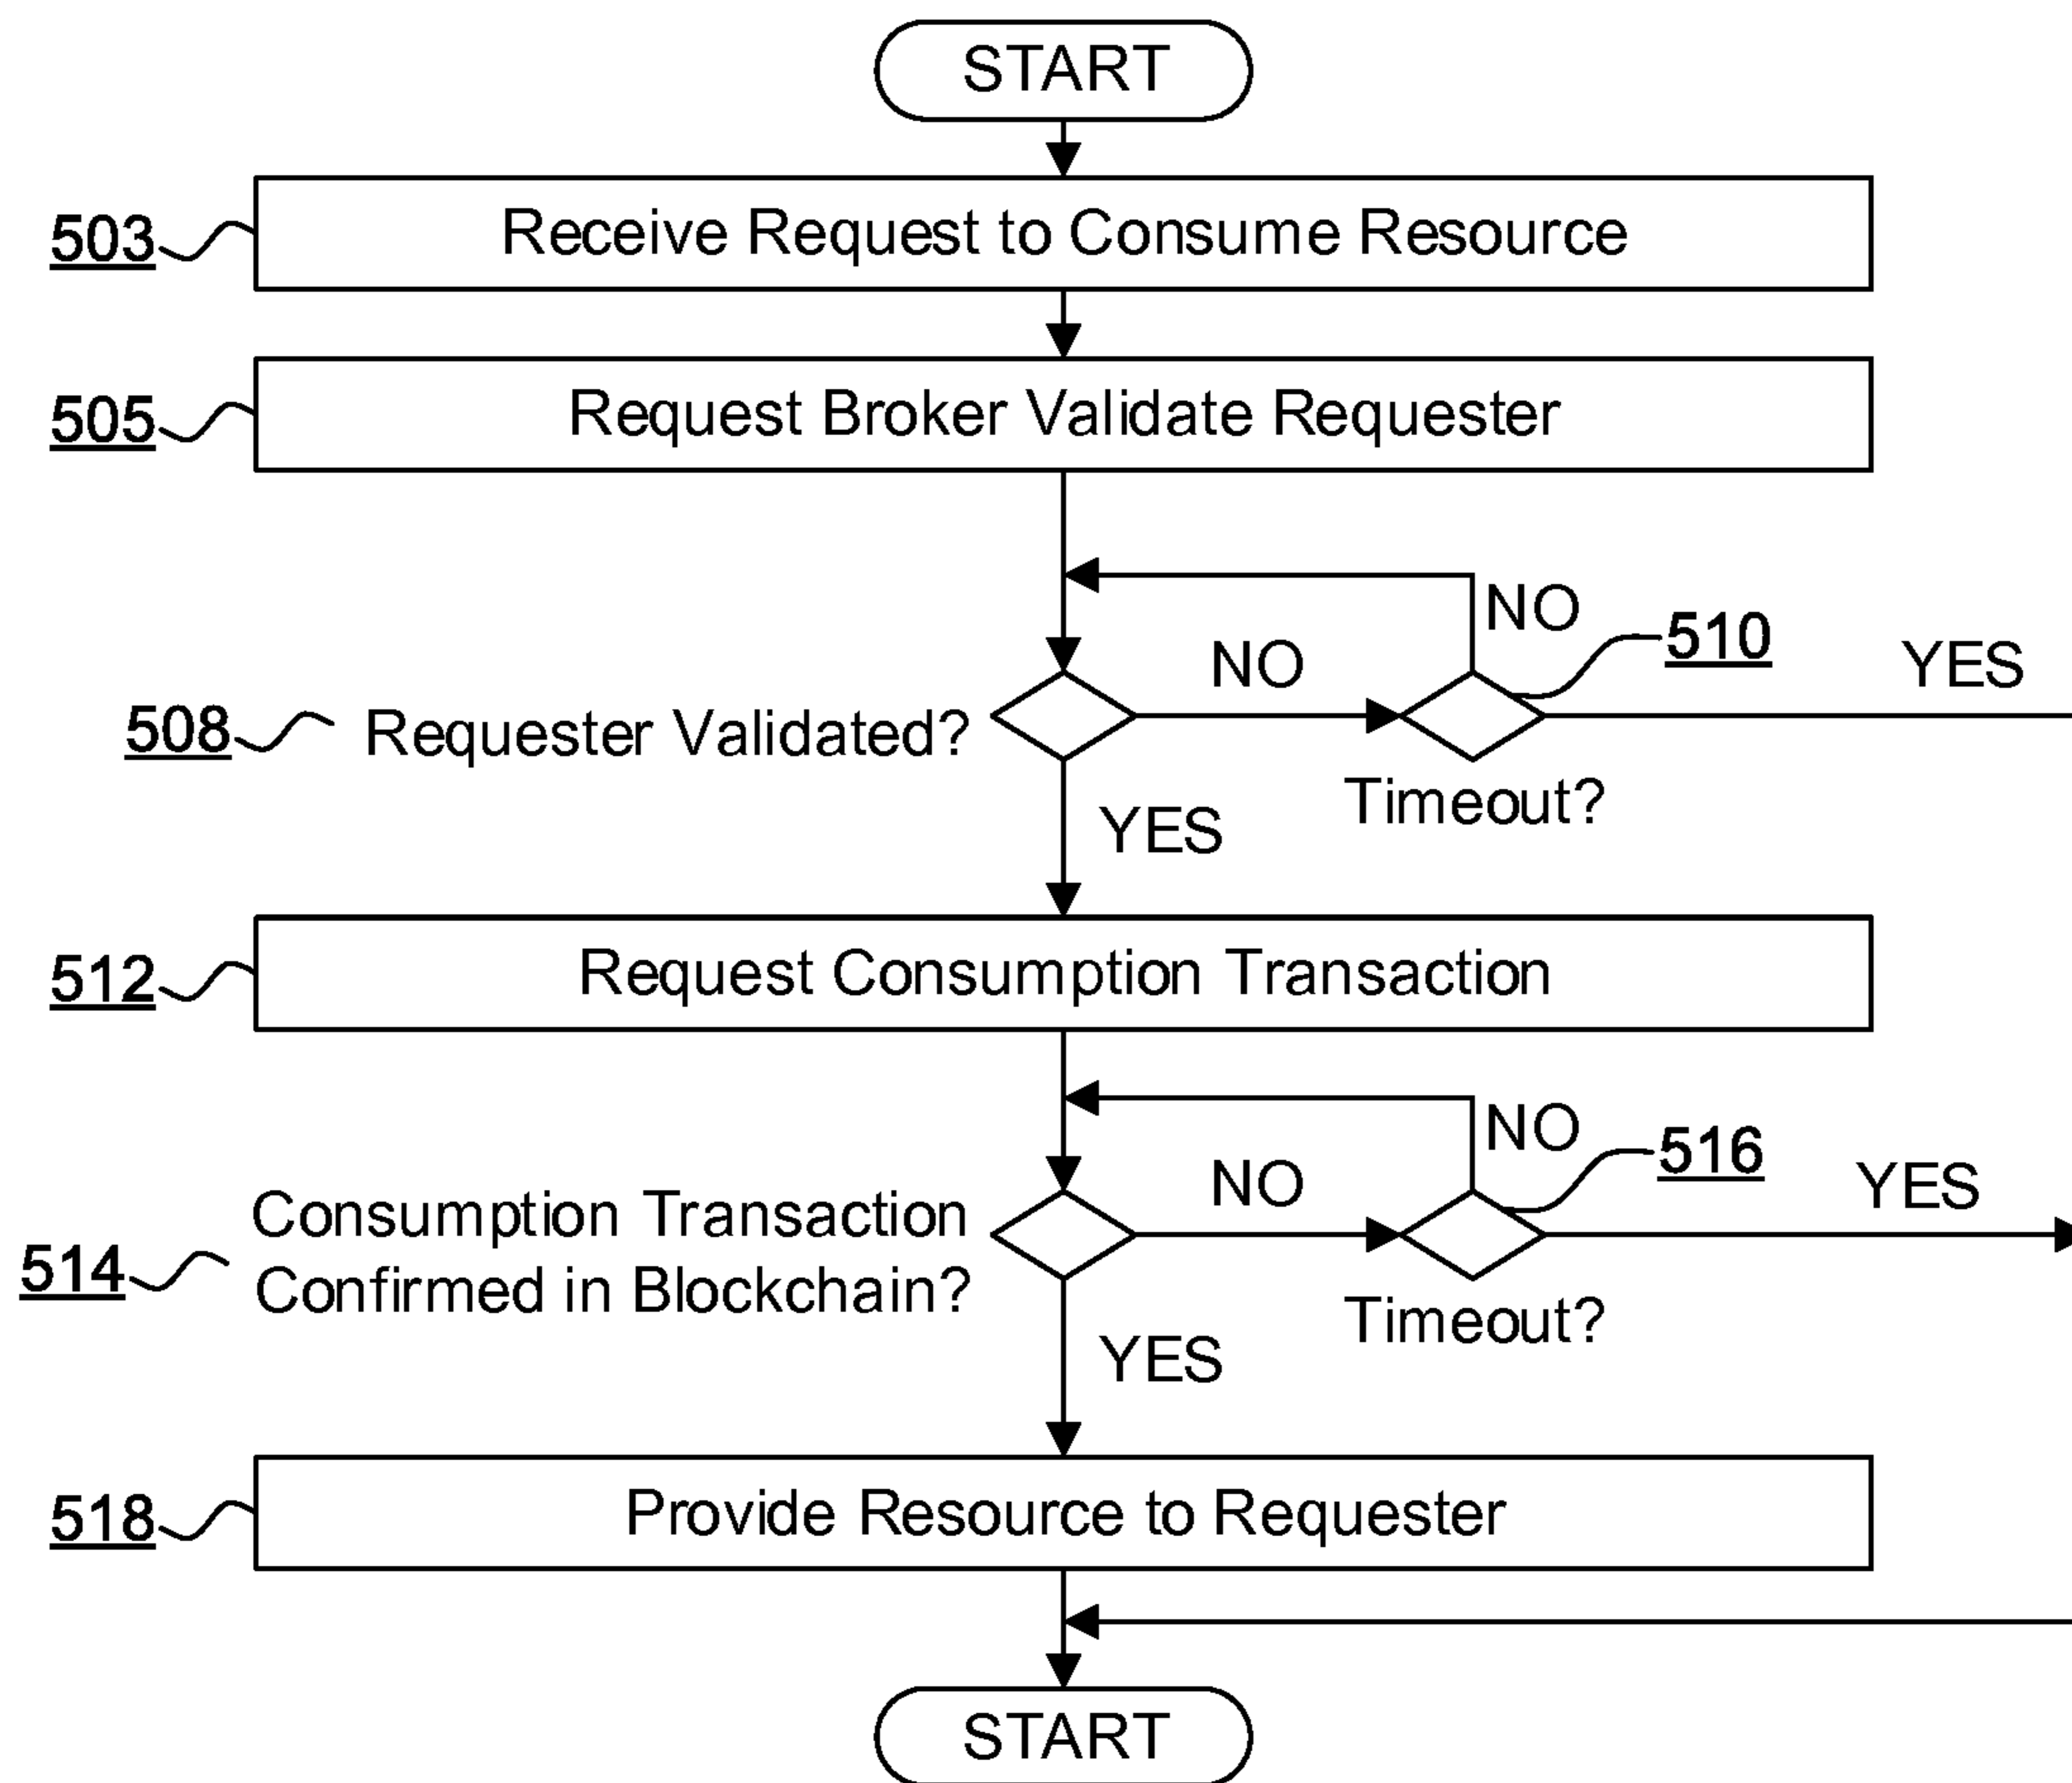 START
503
Receive Request to Consume Resource
505
Request Broker Validate Requester
NO
510
NO
YES
508
Requester Validated?
Timeout?
YES
512
Request Consumption Transaction
NO
516
NO
YES
Consumption Transaction
514
Confirmed in Blockchain?
Timeout?
YES
518
Provide Resource to Requester
START